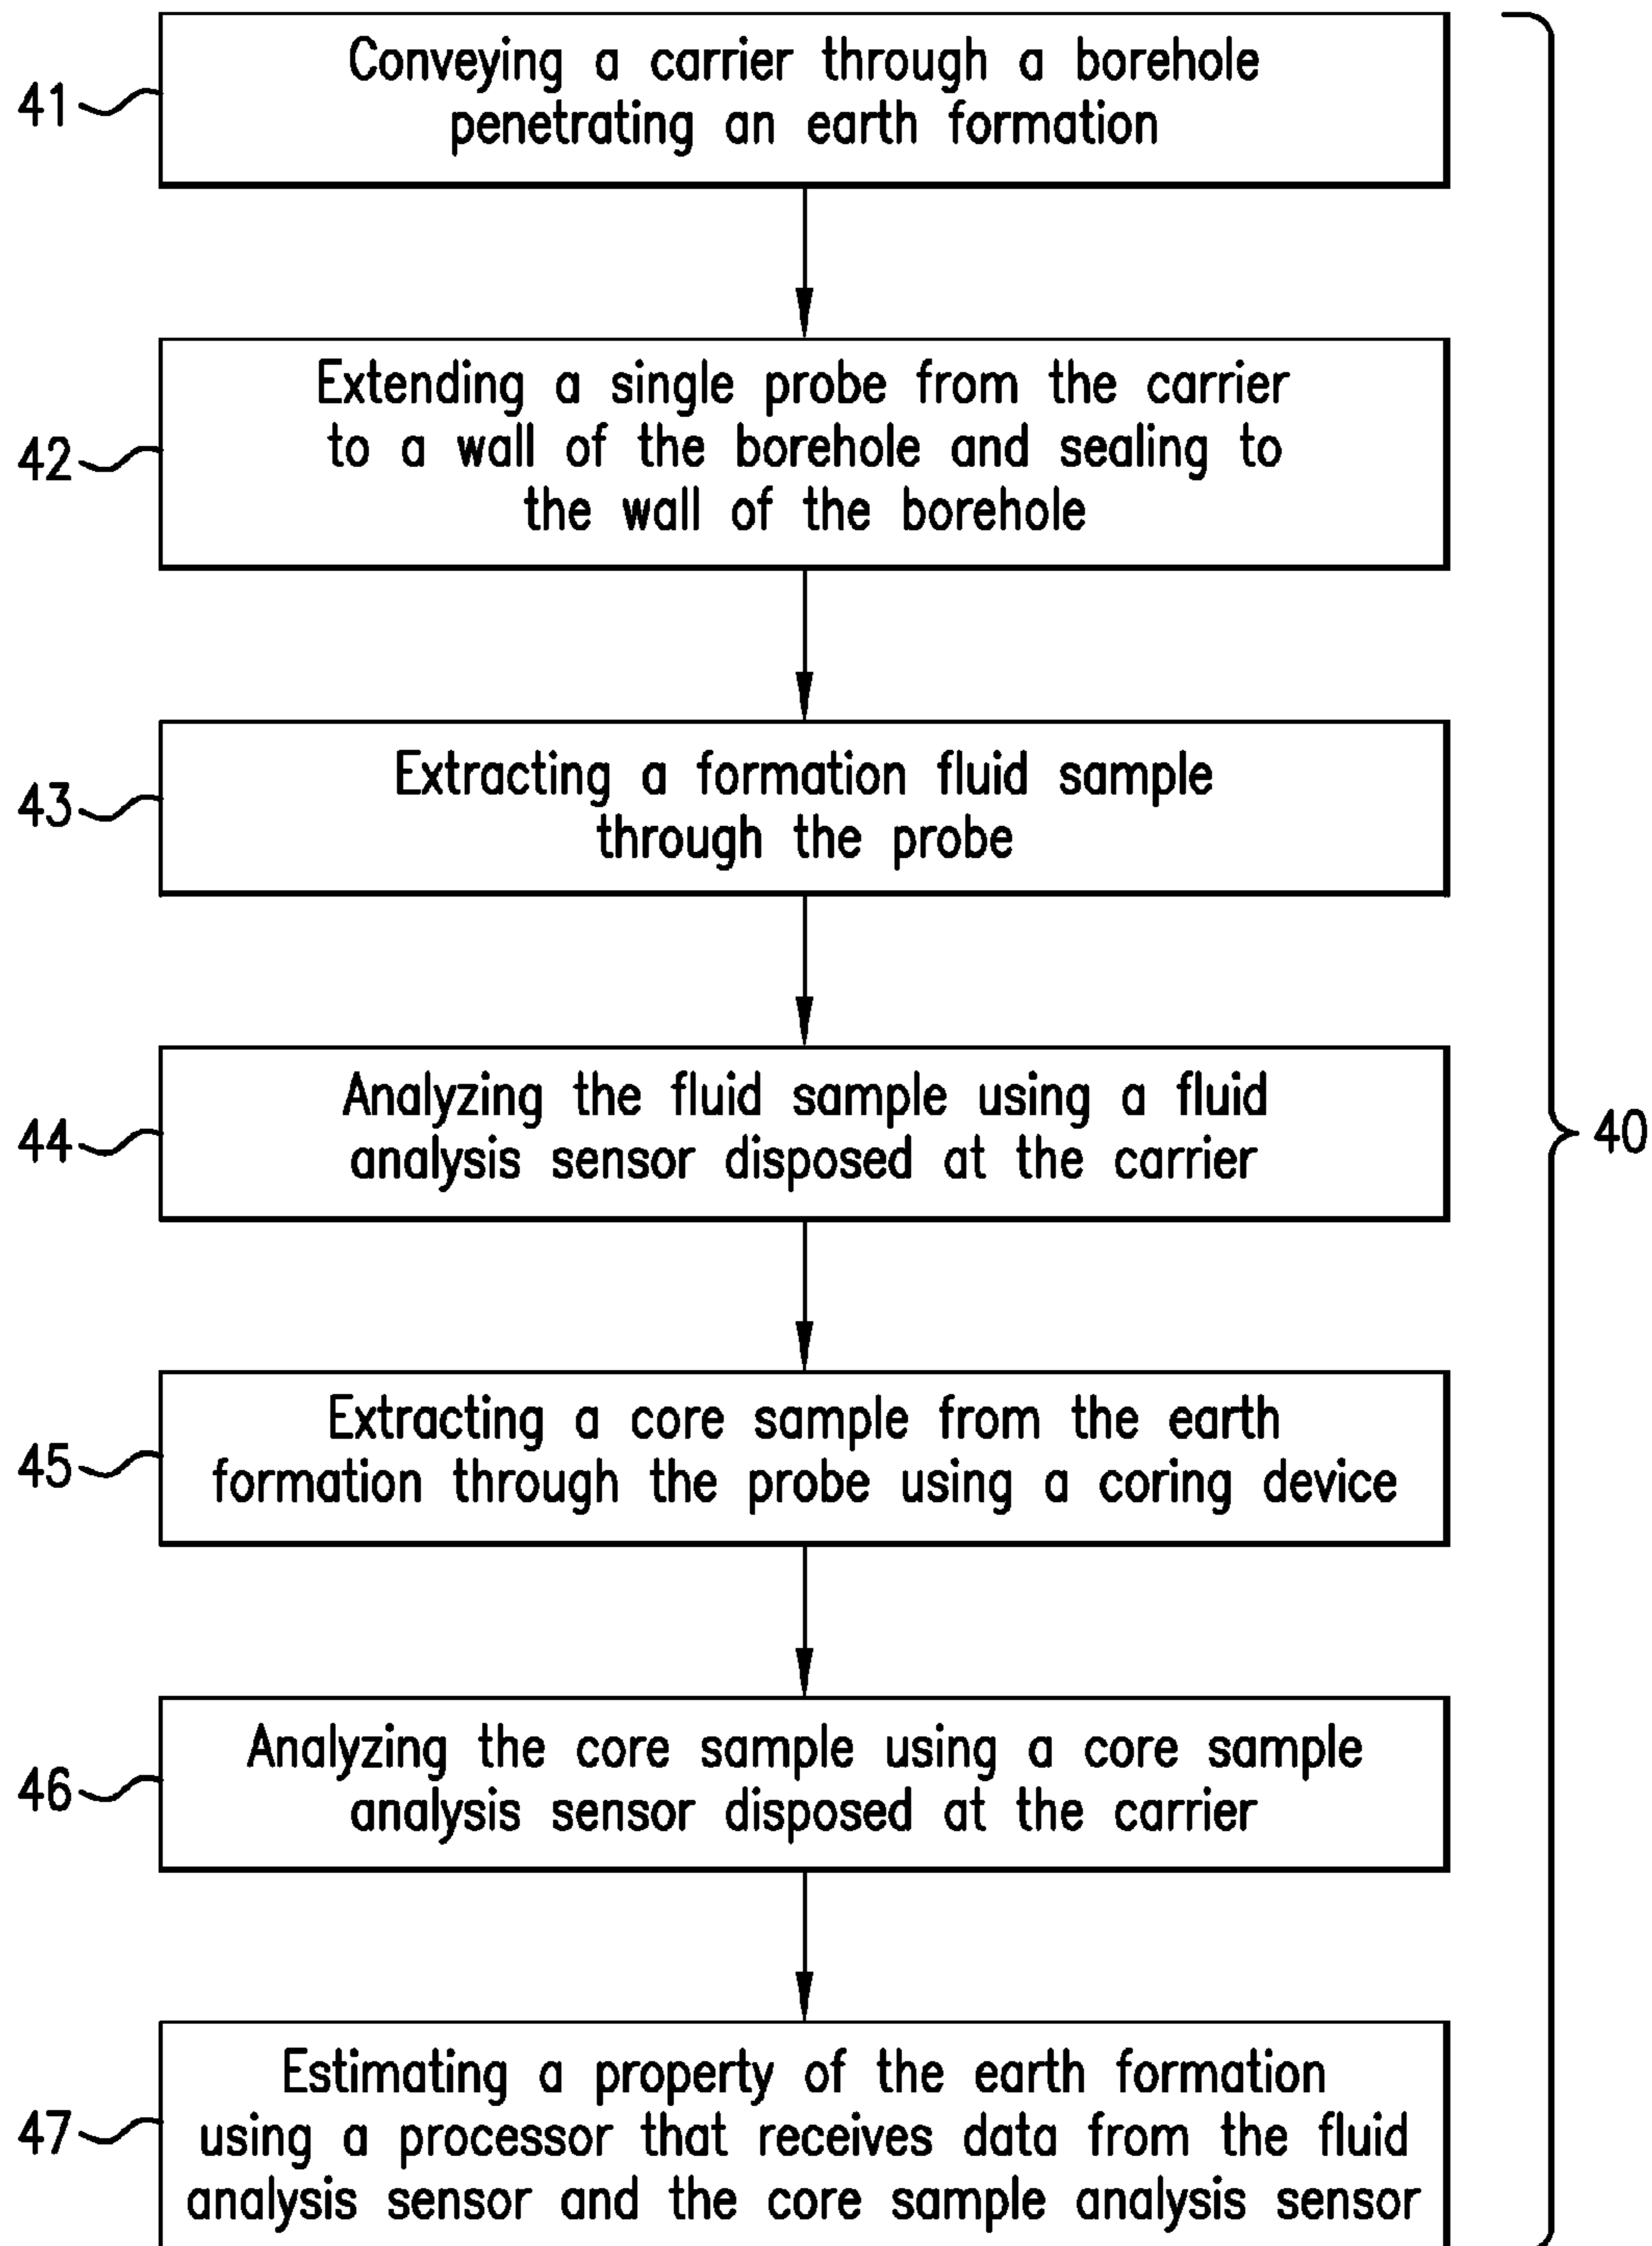 41
Conveying a carrier through a borehole
penetrating an earth formation
42
Extending a single probe from the carrier
to a wall of the borehole and sealing to
the wall of the borehole
43
Extracting a formation fluid sample
through the probe
44
Analyzing the fluid sample using a fluid
analysis sensor disposed at the carrier
40
45
Extracting a core sample from the earth
formation through the probe using a coring device
46
Analyzing the core sample using a core sample
analysis sensor disposed at the carrier
47
Estimating a property of the earth formation
using a processor that receives data from the fluid
analysis sensor and the core sample analysis sensor